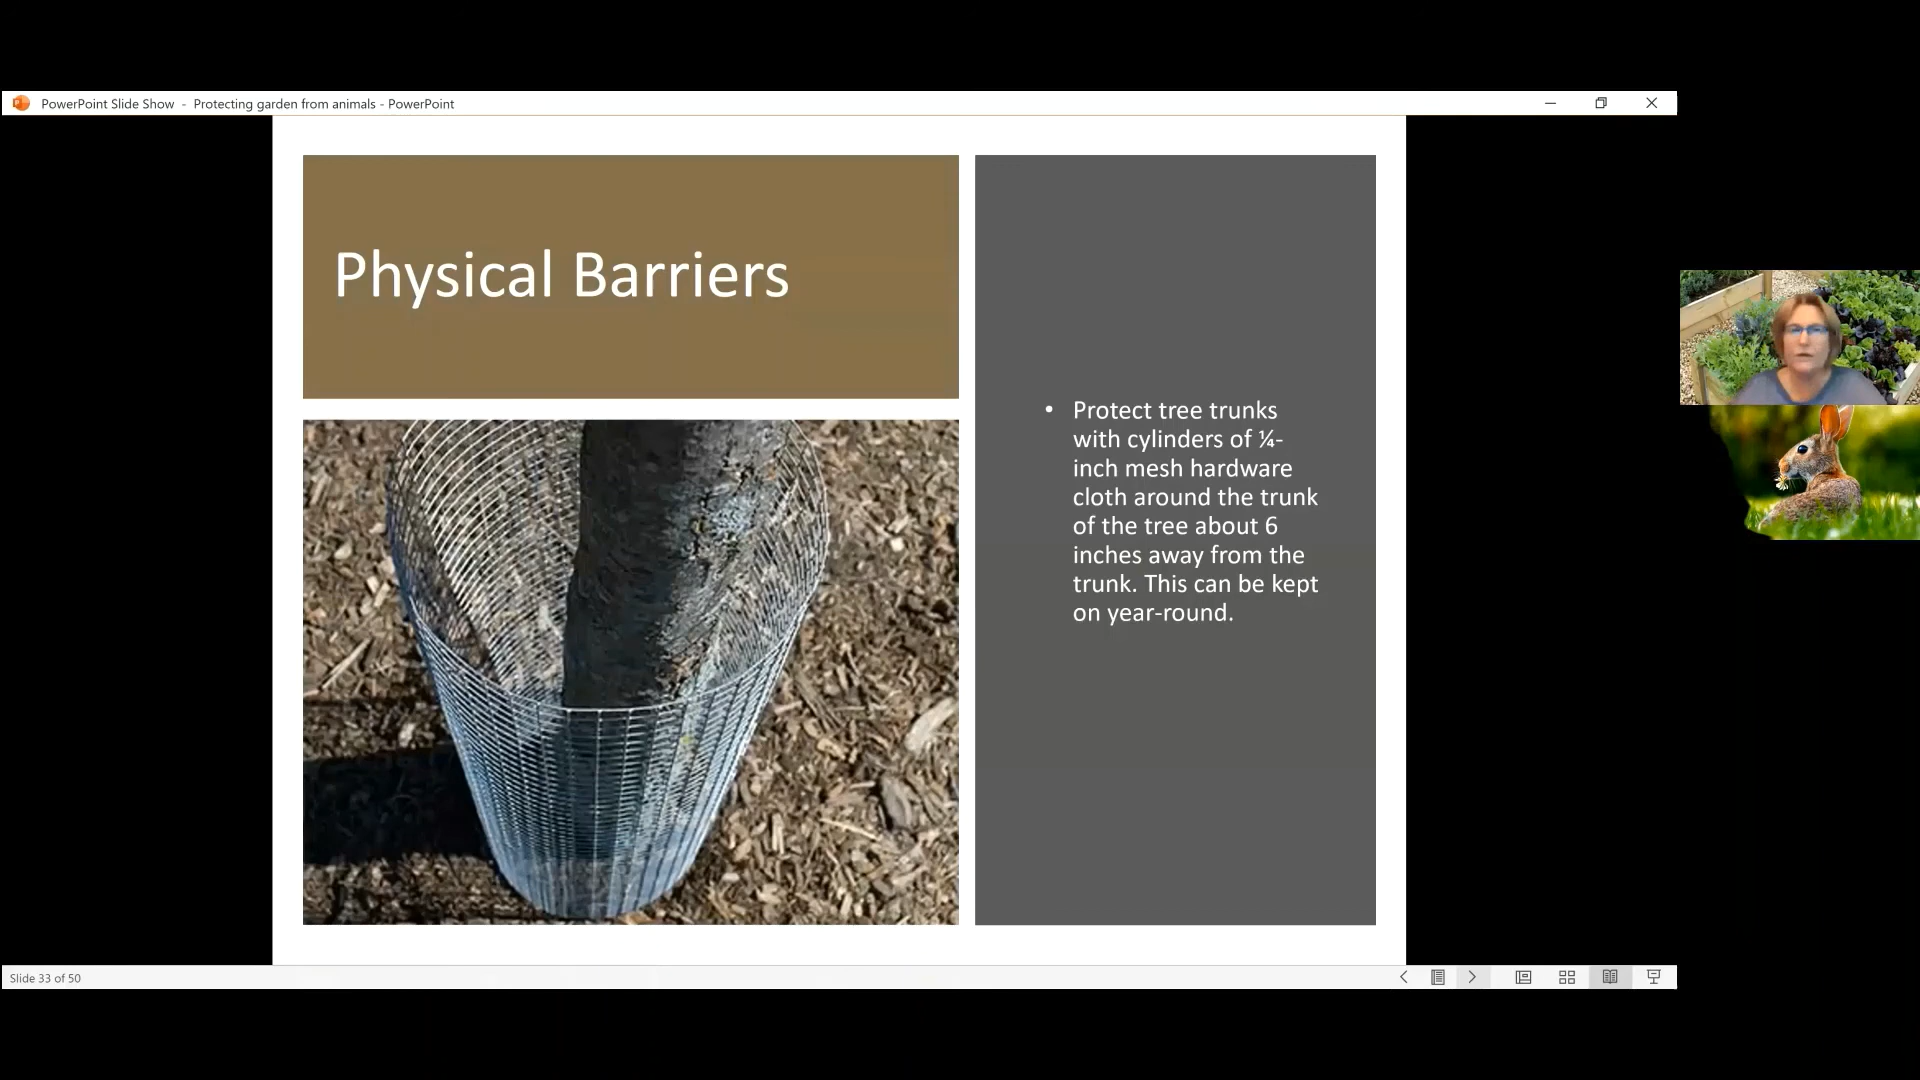 PowerPoint Slide Show - Protecting garden from animals - PowerPoint
Physical Barriers
• Protect tree trunks
with cylinders of ¼-
inch mesh hardware
cloth around the trunk
of the tree about 6
inches away from the
trunk. This can be kept
on year-round.
Slide 33 of 50